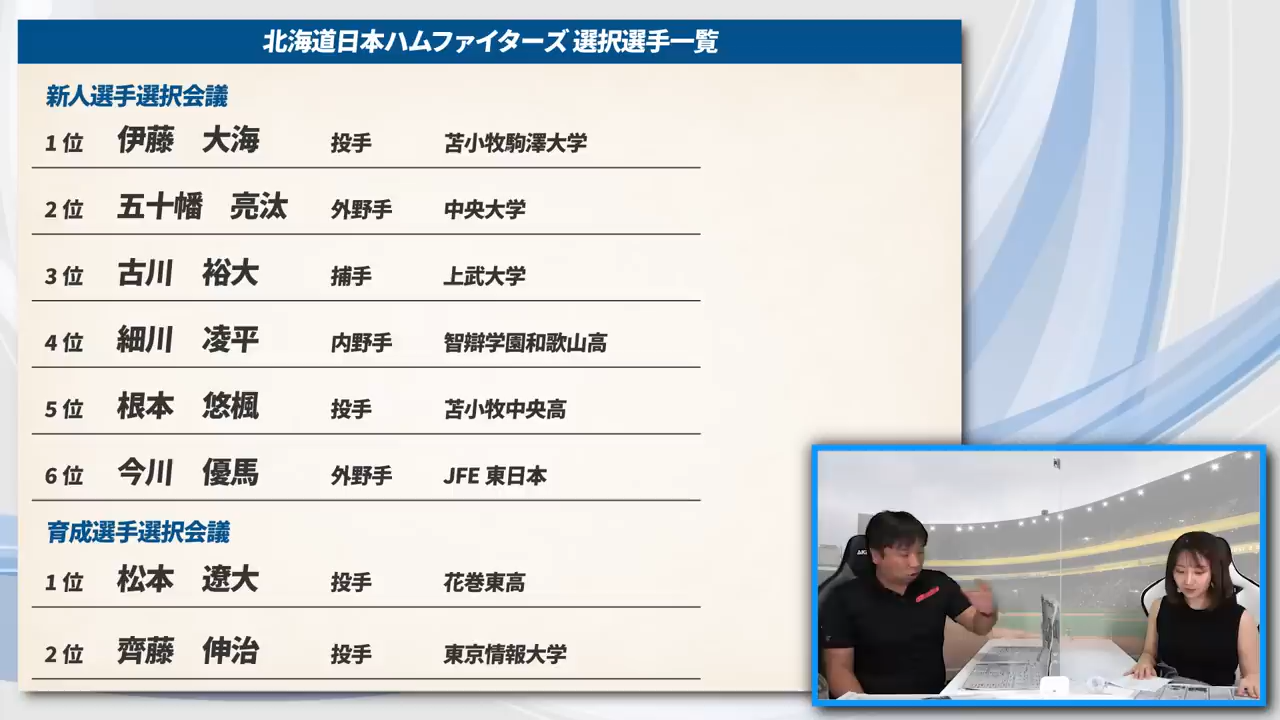 北海道日本ハムファイターズ 選択選手一覧
新人選手選択会議
1位 伊藤 大海 投手 苫小牧駒澤大学
2位 五十幡 亮汰 外野手 中央大学
3位 古川 裕大 捕手 上武大学
4位 細川 凌平 内野手 智辯学園和歌山高
5位 根本 悠楓 投手 苫小牧中央高
6位 今川 優馬 外野手 JFE 東日本
育成選手選択会議
1位 松本 遼大 投手 花巻東高
2位 齊藤 伸治 投手 東京情報大学